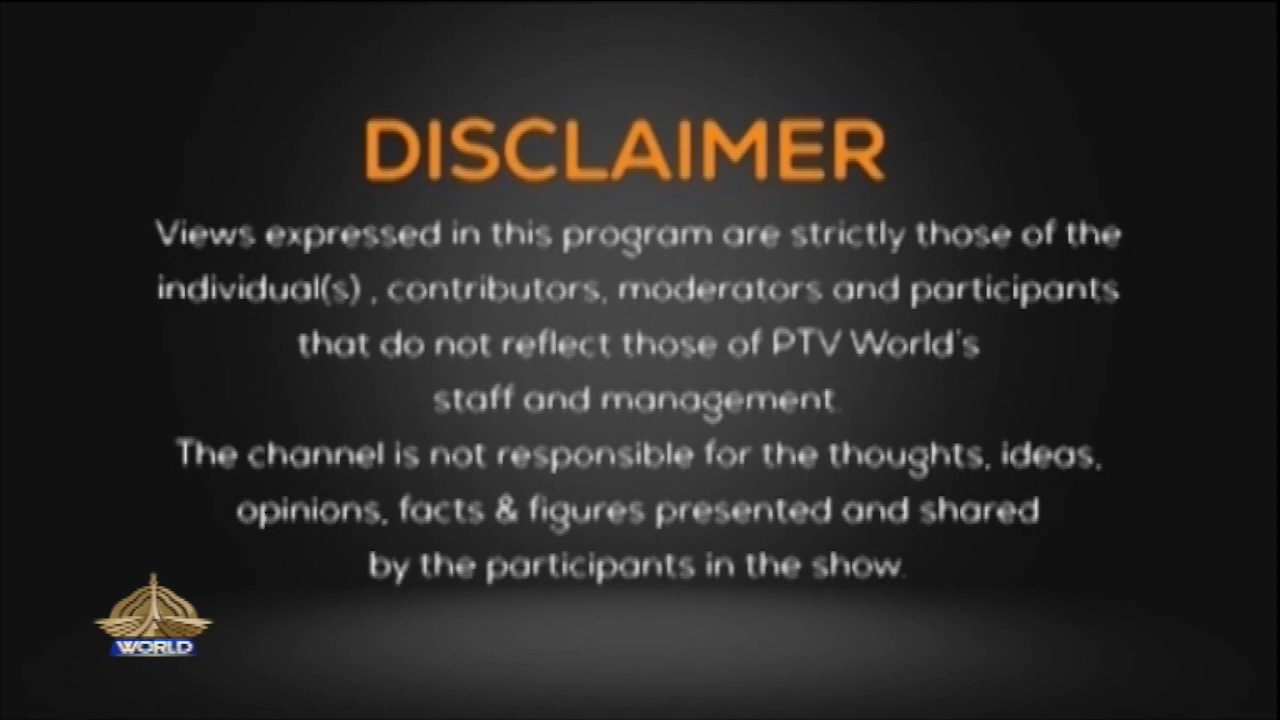 DISCLAIMER
Views expressed in this program are strictly those of the
individual(s) , contributors, moderators and participants
that do not reflect those of PTV World's
staff and management.
The channel is not responsible for the thoughts, ideas,
opinions, facts & figures presented and shared
by the participants in the show.
WORLD